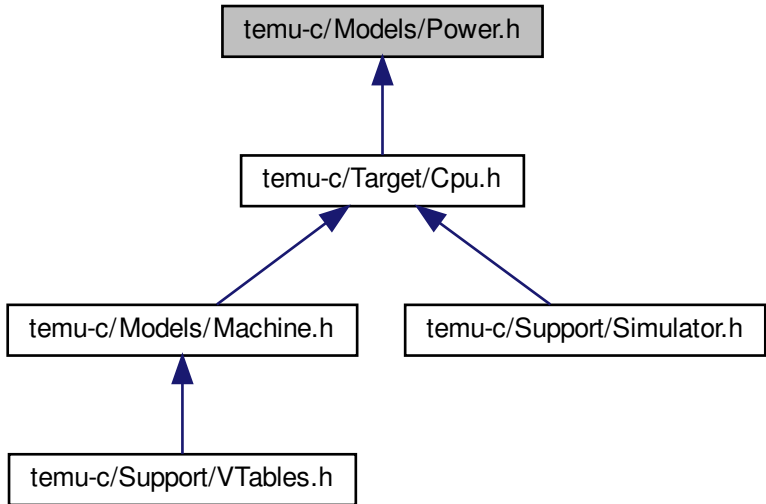 temu-c/Models/Power.h
temu-c/Target/Cpu.h
temu-c/Models/Machine.h
temu-c/Support/Simulator.h
temu-c/Support/VTables.h